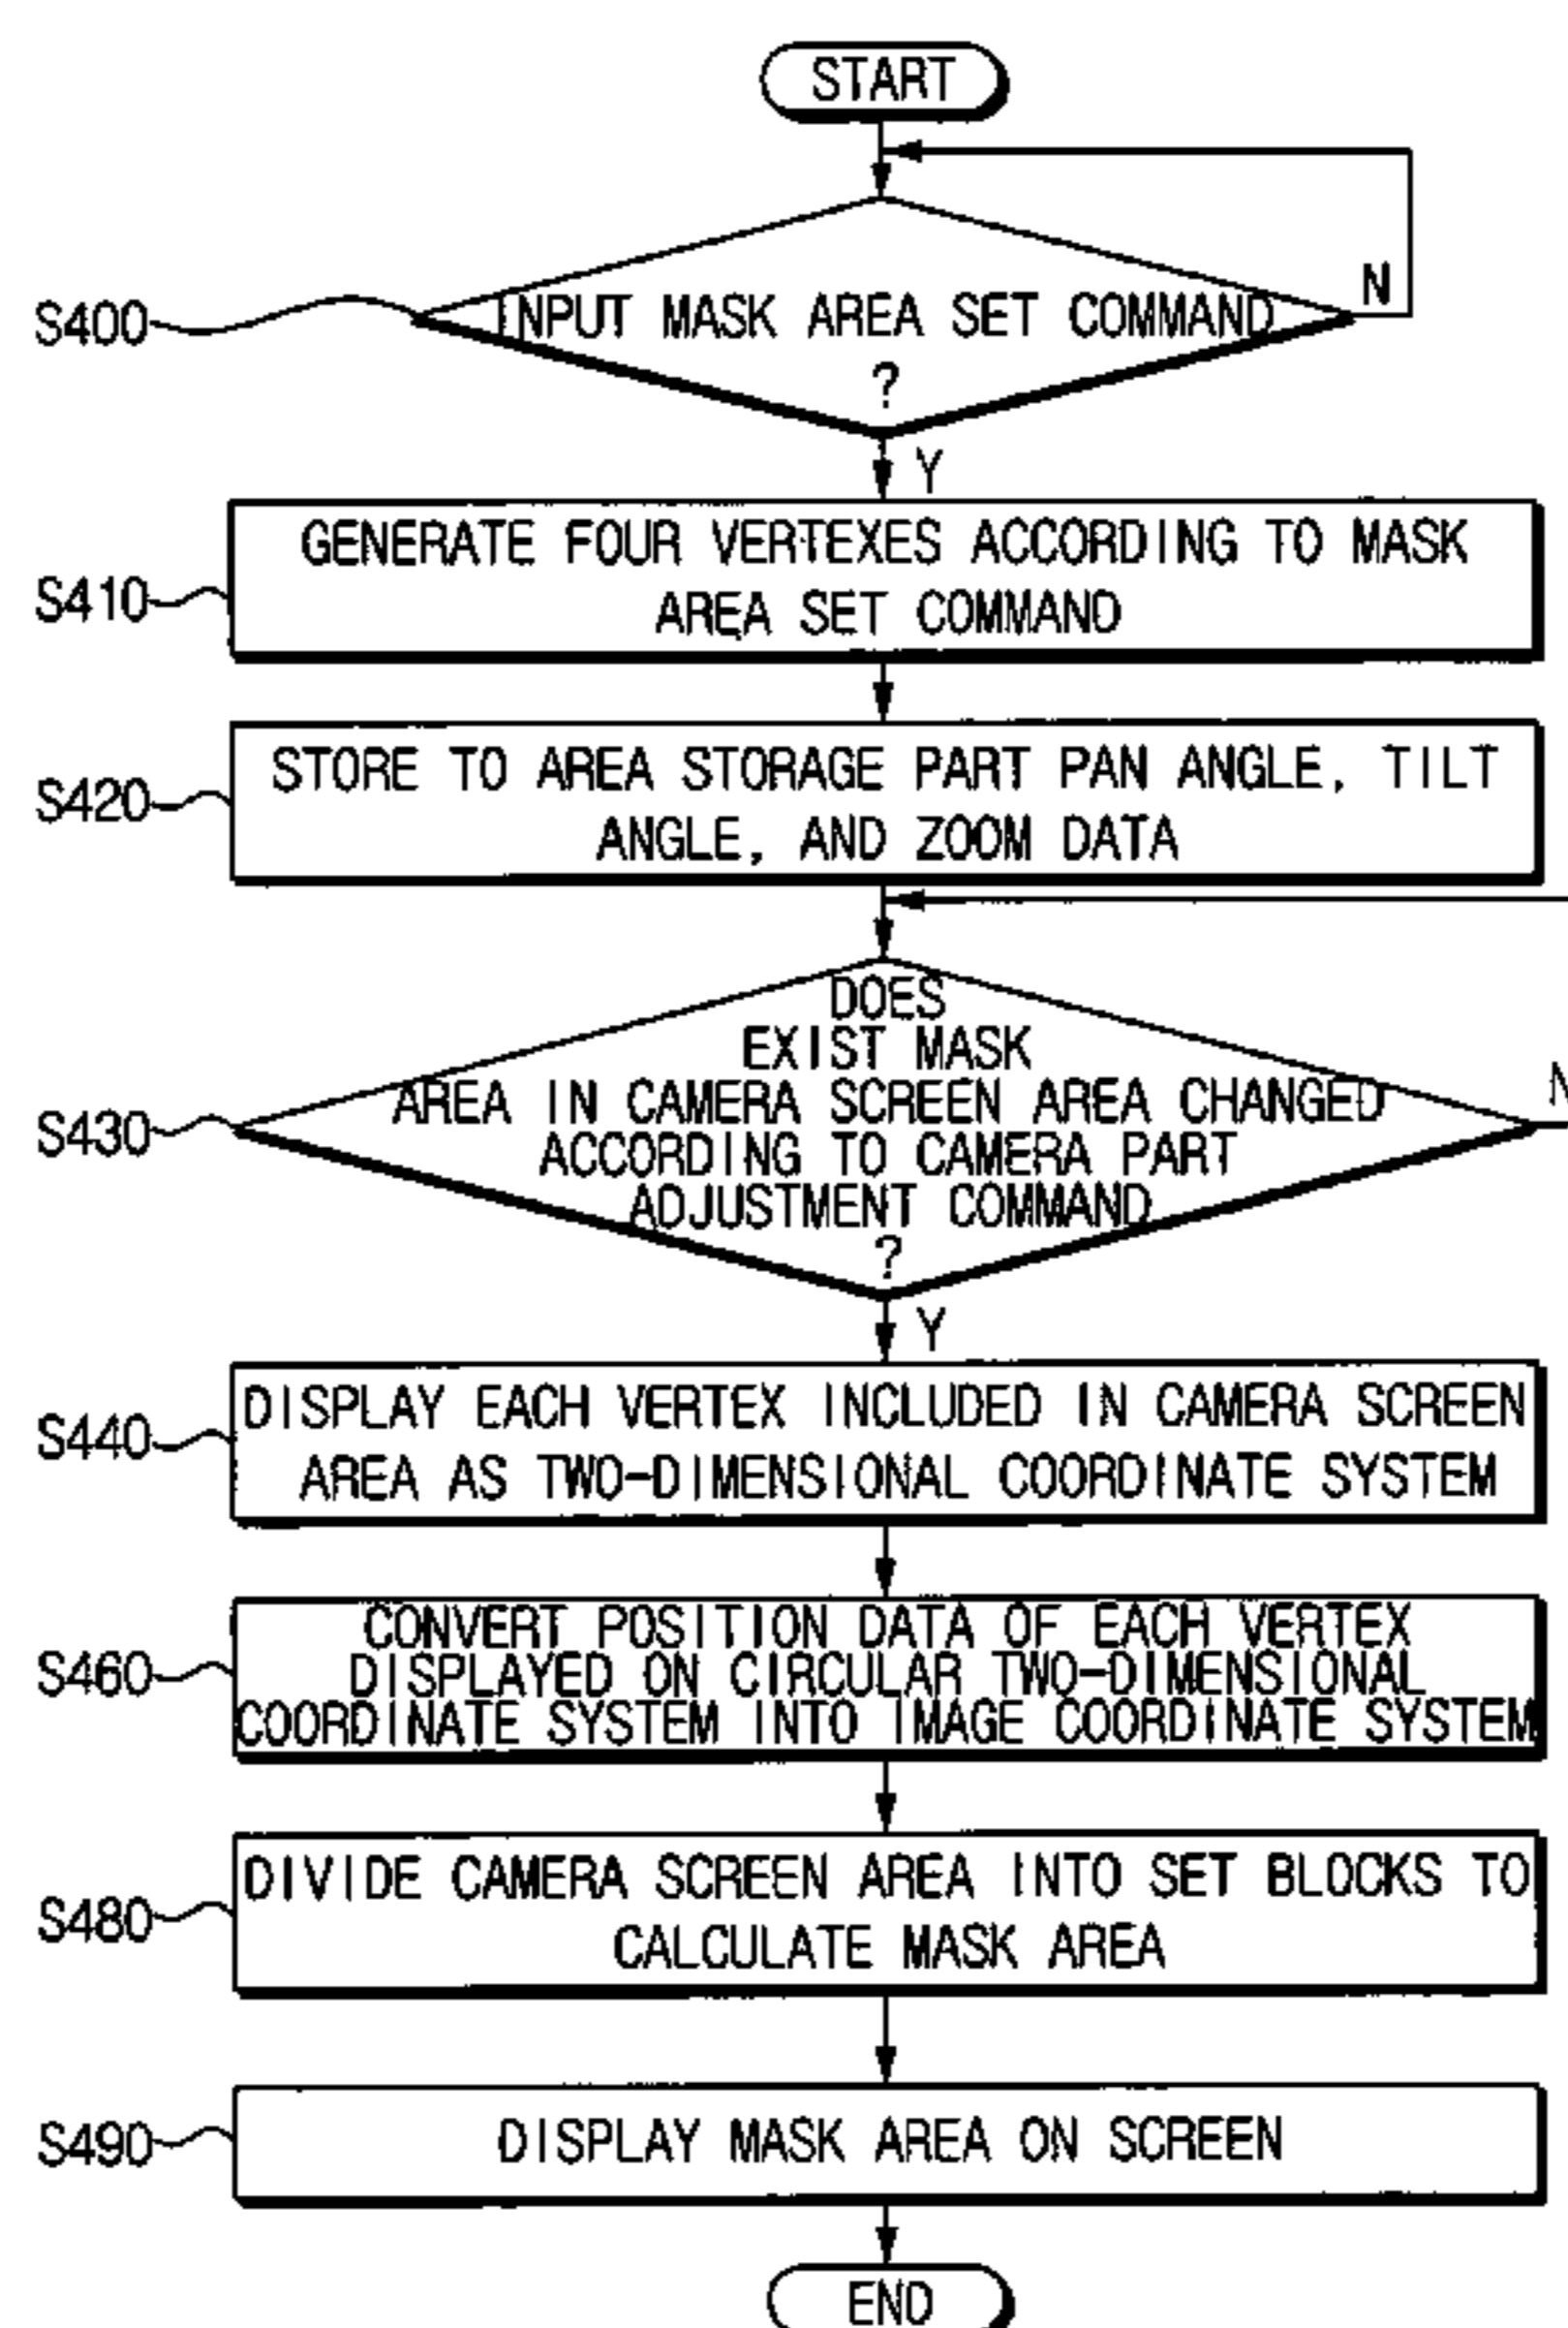 START
S400
INPUT MASK AREA SET COMMAND
?
N
Y
S410
GENERATE FOUR VERTEXES ACCORDING TO MASK
AREA SET COMMAND
S420
STORE TO AREA STORAGE PART PAN ANGLE, TILT
ANGLE, AND ZOOM DATA
S430
DOES
EXIST MASK
AREA IN CAMERA SCREEN AREA CHANGED
ACCORDING TO CAMERA PART
ADJUSTMENT COMMAND
?
N
Y
S440
DISPLAY EACH VERTEX INCLUDED IN CAMERA SCREEN
AREA AS TWO-DIMENSIONAL COORDINATE SYSTEM
S460
CONVERT POSITION DATA OF EACH VERTEX
DISPLAYED ON CIRCULAR TWO-DIMENSIONAL
COORDINATE SYSTEM INTO IMAGE COORDINATE SYSTEM
S480
DIVIDE CAMERA SCREEN AREA INTO SET BLOCKS TO
CALCULATE MASK AREA
S490
DISPLAY MASK AREA ON SCREEN
END